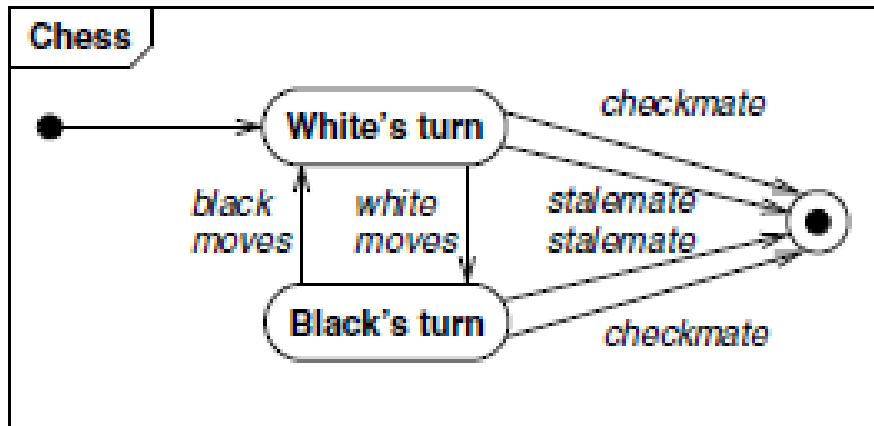 Chess
checkmate
White's turn
black
moves
white
moves
stalemate
stalemate
Black's turn
checkmate